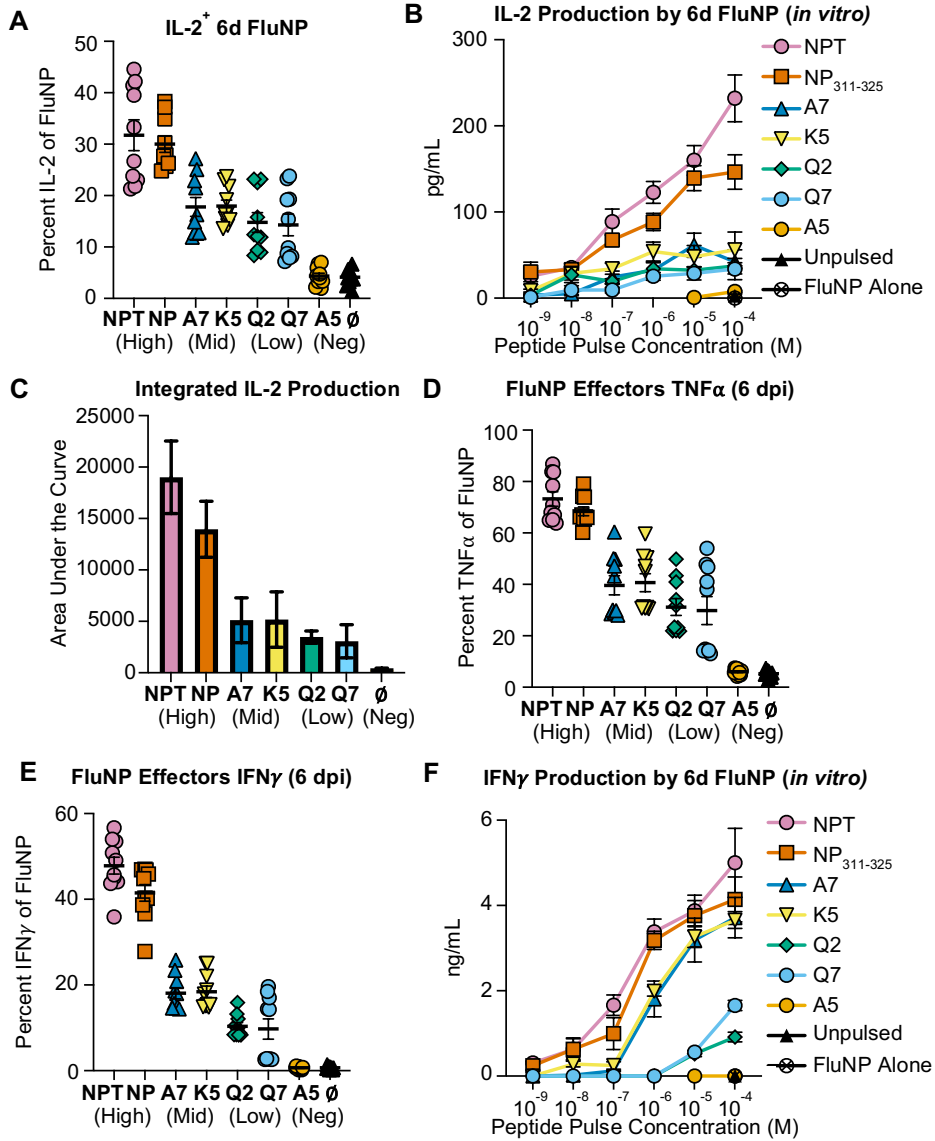 A
IL-2+ 6d FluNP
Percent IL-2 of FluNP
50
40
30
20
10
0
NPT NP A7 K5 Q2 Q7 A5 Ø
(High) (Mid) (Low) (Neg)
B
IL-2 Production by 6d FluNP (in vitro)
pg/mL
300
200
100
0
10-9 10-8 10-7 10-6 10-5 10-4
Peptide Pulse Concentration (M)
NPT
NP311-325
A7
K5
Q2
Q7
A5
Unpulsed
FluNP Alone
C
Integrated IL-2 Production
Area Under the Curve
25000
20000
15000
10000
5000
0
NPT NP A7 K5 Q2 Q7 Ø
(High) (Mid) (Low) (Neg)
D
FluNP Effectors TNFα (6 dpi)
Percent TNFα of FluNP
100
80
60
40
20
0
NPT NP A7 K5 Q2 Q7 A5 Ø
(High) (Mid) (Low) (Neg)
E
FluNP Effectors IFNγ (6 dpi)
Percent IFNγ of FluNP
60
40
20
0
NPT NP A7 K5 Q2 Q7 A5 Ø
(High) (Mid) (Low) (Neg)
F
IFNγ Production by 6d FluNP (in vitro)
ng/mL
6
4
2
0
10-9 10-8 10-7 10-6 10-5 10-4
Peptide Pulse Concentration (M)
NPT
NP311-325
A7
K5
Q2
Q7
A5
Unpulsed
FluNP Alone